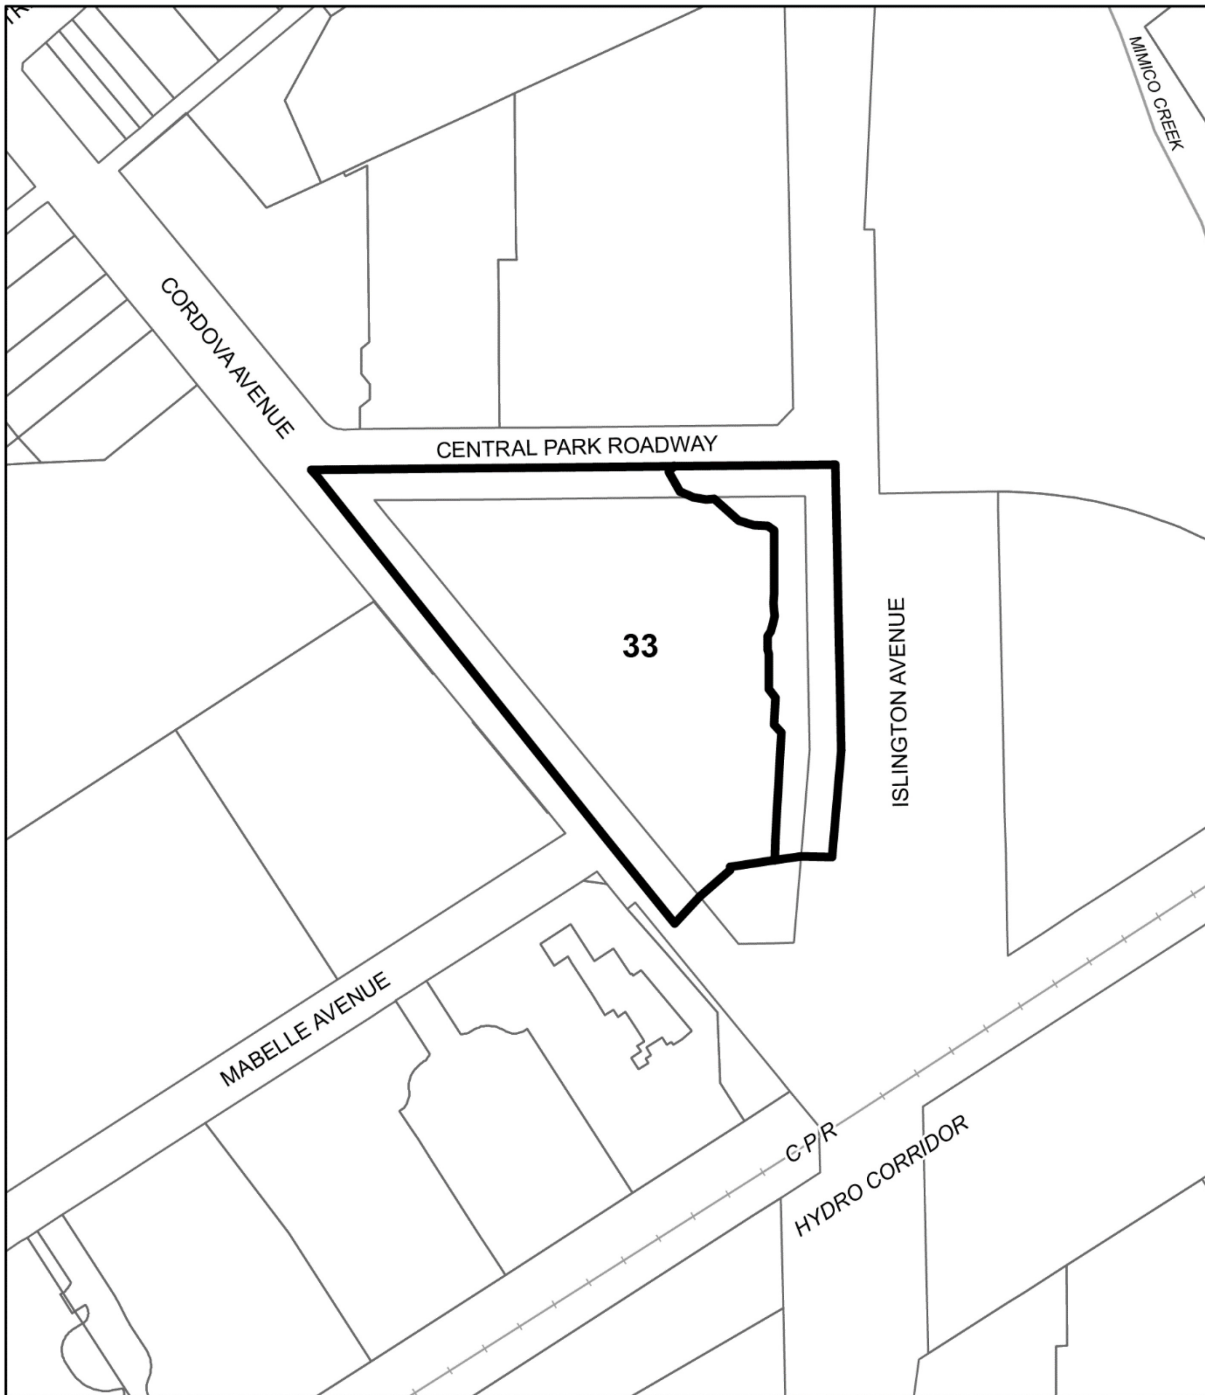 MIMICO CREEK
CORDOVA AVENUE
CENTRAL PARK ROADWAY
33
ISLINGTON AVENUE
MABELLE AVENUE
C P R
HYDRO CORRIDOR